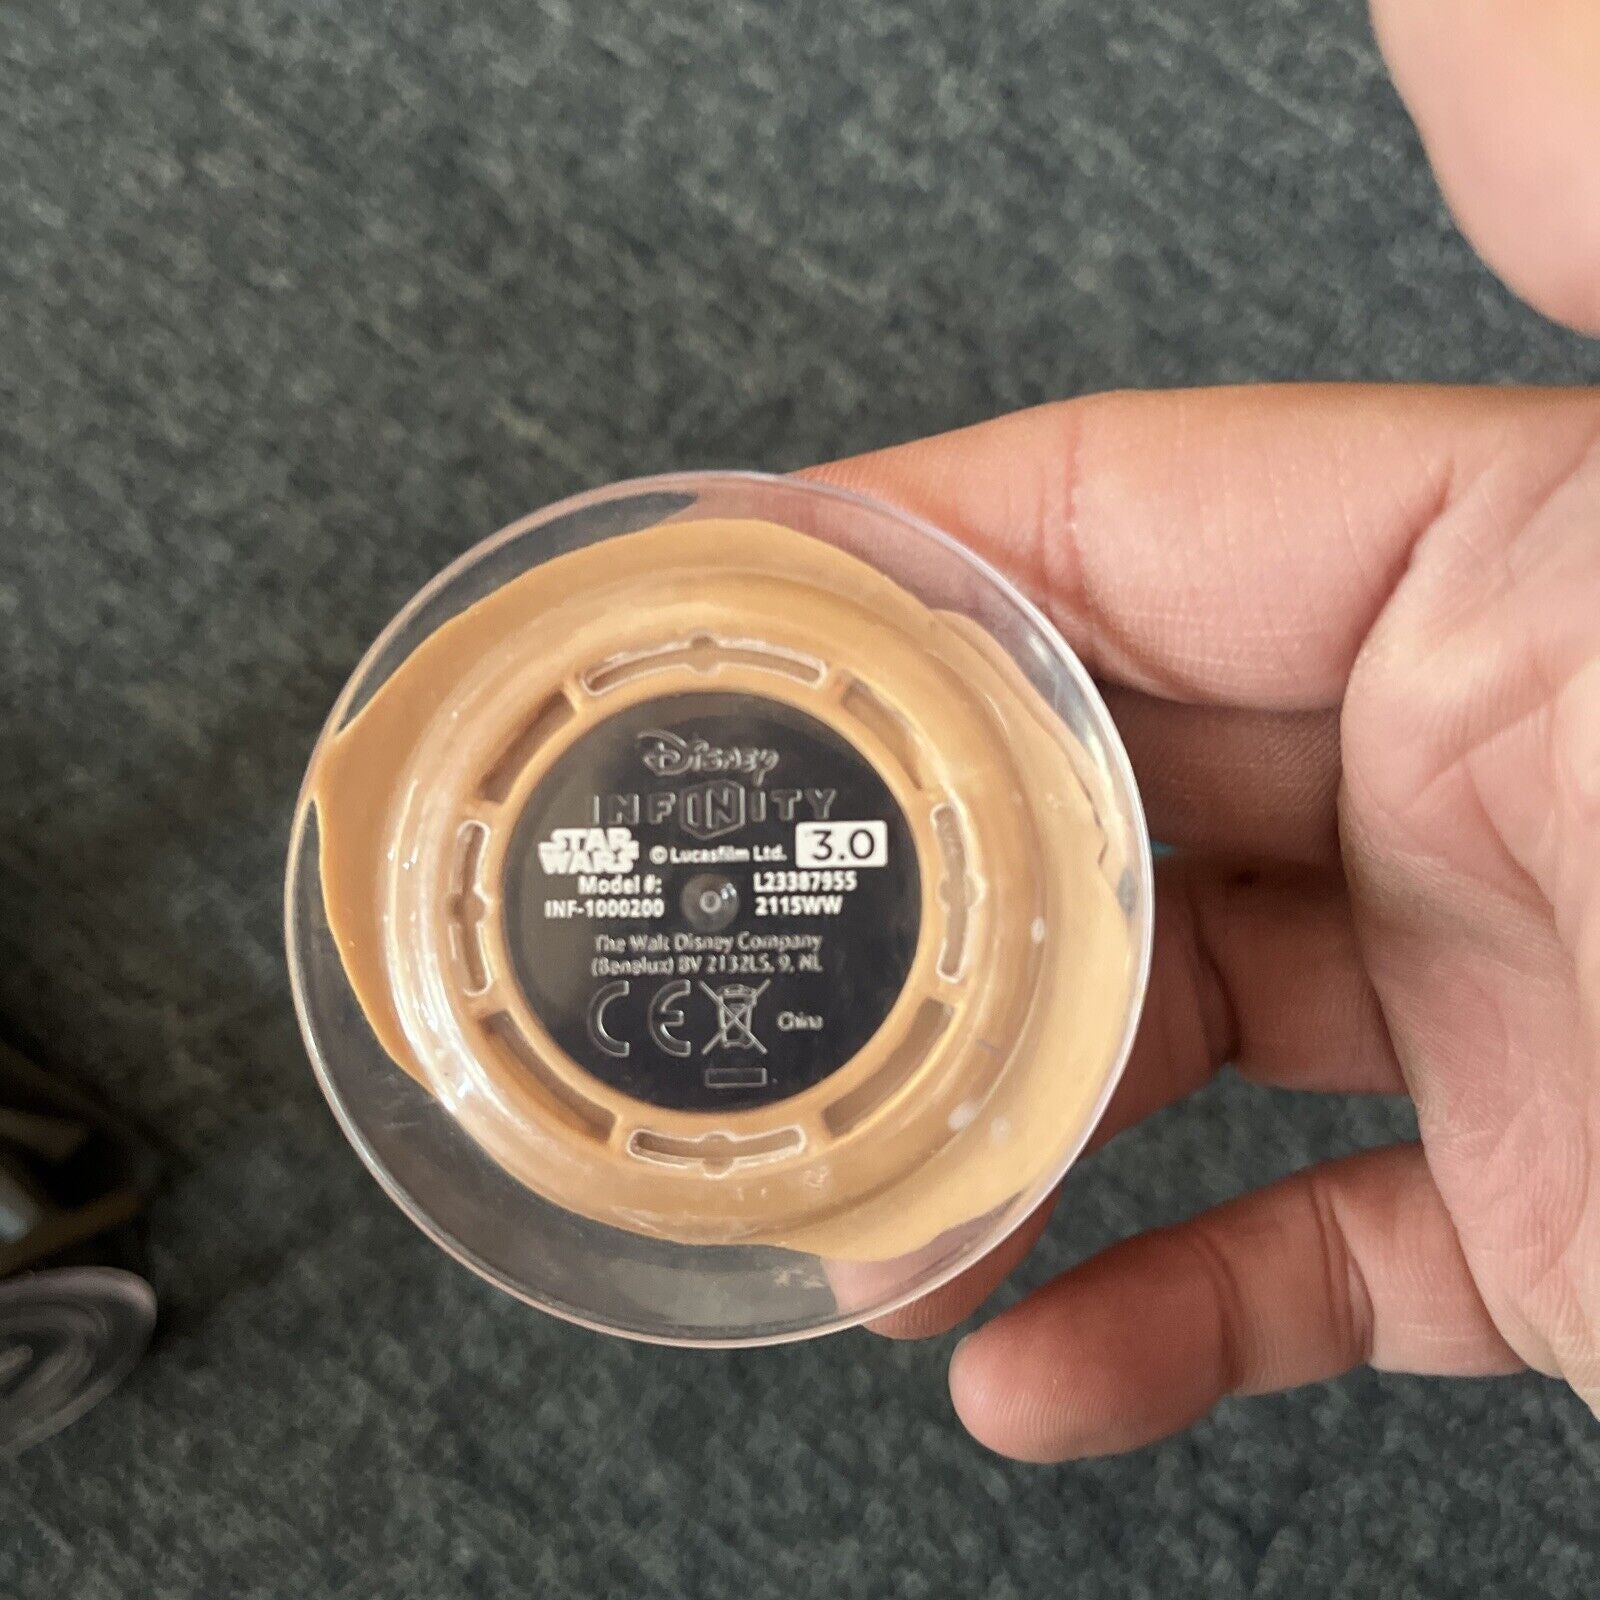 Disney
INFINITY
STAR WARS © Lucasfilm Ltd. 3.0
Model #: L23387955
INF-1000200 2115WW
The Walt Disney Company
(Benelux) BV 2132LS, 9, NL
CE China